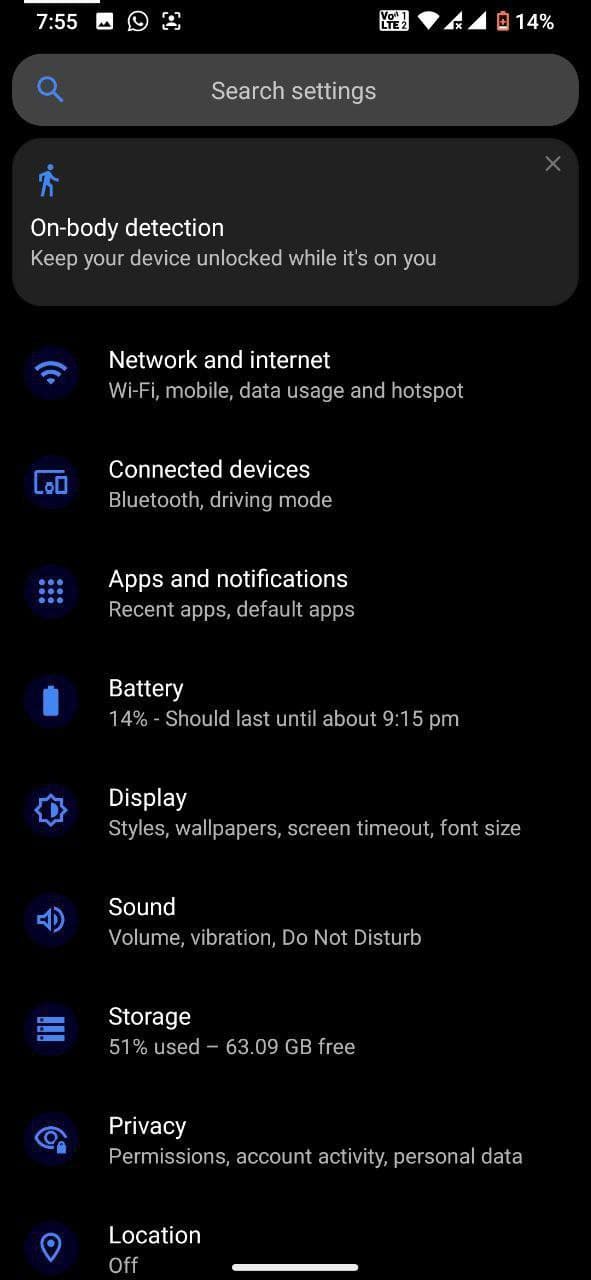 7:55
Vo 1
LTE 2
14%
Search settings
On-body detection
Keep your device unlocked while it's on you
Network and internet
Wi-Fi, mobile, data usage and hotspot
Connected devices
Bluetooth, driving mode
Apps and notifications
Recent apps, default apps
Battery
14% - Should last until about 9:15 pm
Display
Styles, wallpapers, screen timeout, font size
Sound
Volume, vibration, Do Not Disturb
Storage
51% used – 63.09 GB free
Privacy
Permissions, account activity, personal data
Location
Off